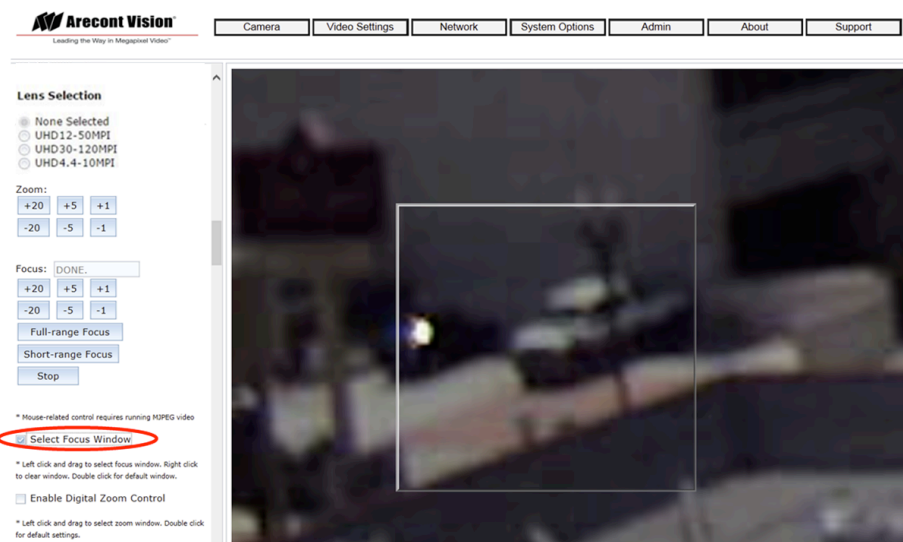 Arecont Vision®
Leading the Way in Megapixel Video™
Camera
Video Settings
Network
System Options
Admin
About
Support
Lens Selection
None Selected
UHD12-50MPI
UHD30-120MPI
UHD4.4-10MPI
Zoom:
+20 +5 +1
-20 -5 -1
Focus: DONE.
+20 +5 +1
-20 -5 -1
Full-range Focus
Short-range Focus
Stop
* Mouse-related control requires running MJPEG video
Select Focus Window
* Left click and drag to select focus window. Right click
to clear window. Double click for default window.
Enable Digital Zoom Control
* Left click and drag to select zoom window. Double click
for default settings.